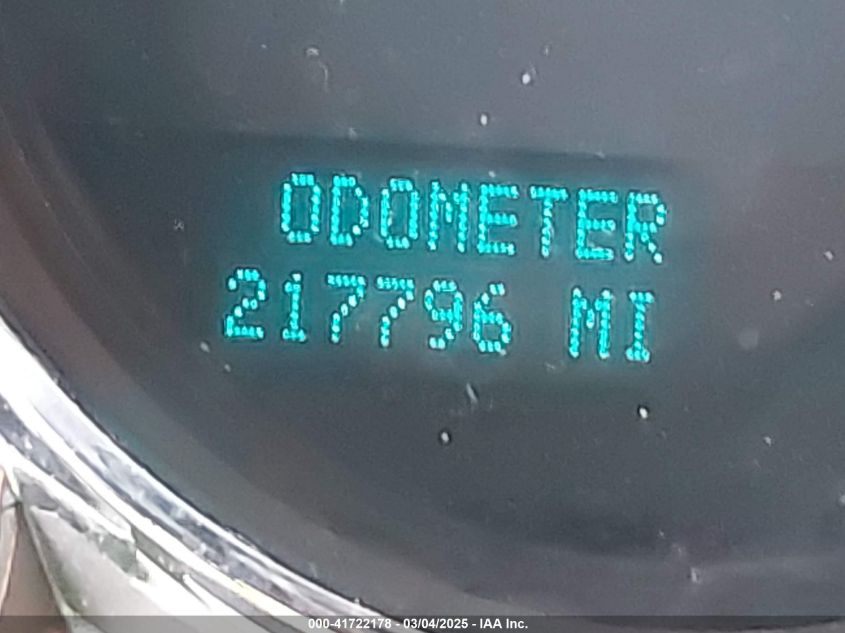 ODOMETER
217796 MI
000-41722178 - 03/04/2025 - IAA Inc.